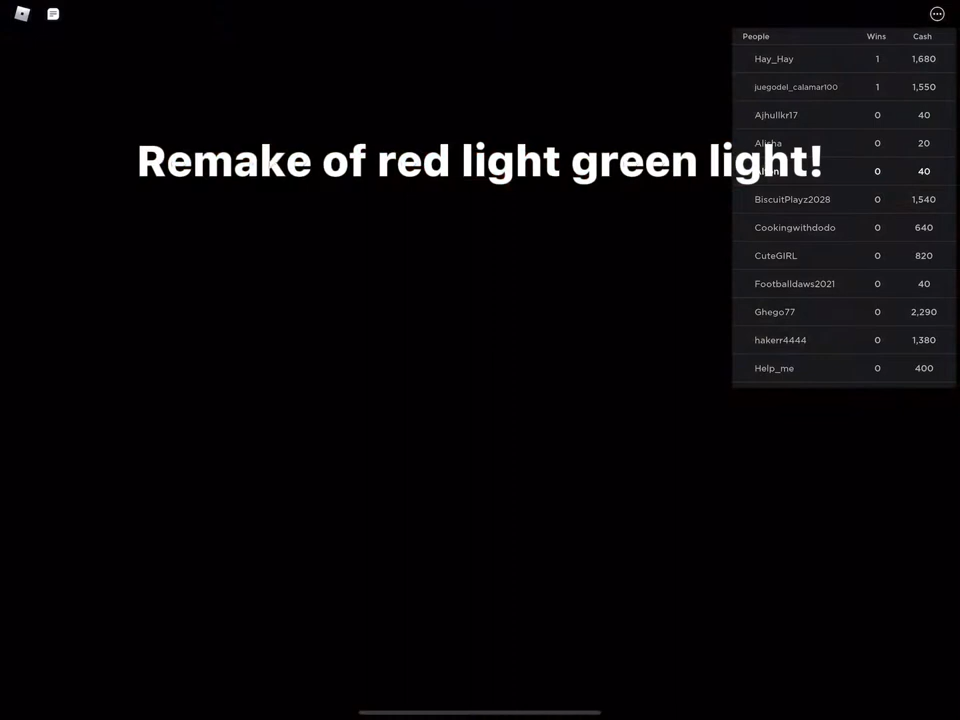 People Wins Cash
Hay_Hay 1 1,680
juegodel_calamar100 1 1,550
Ajhullkr17 0 40
Remake of red light green light!
Alisha 0 20
0 40
BiscuitPlayz2028 0 1,540
Cookingwithdodo 0 640
CuteGIRL 0 820
Footballdaws2021 0 40
Ghego77 0 2,290
hakerr4444 0 1,380
Help_me 0 400